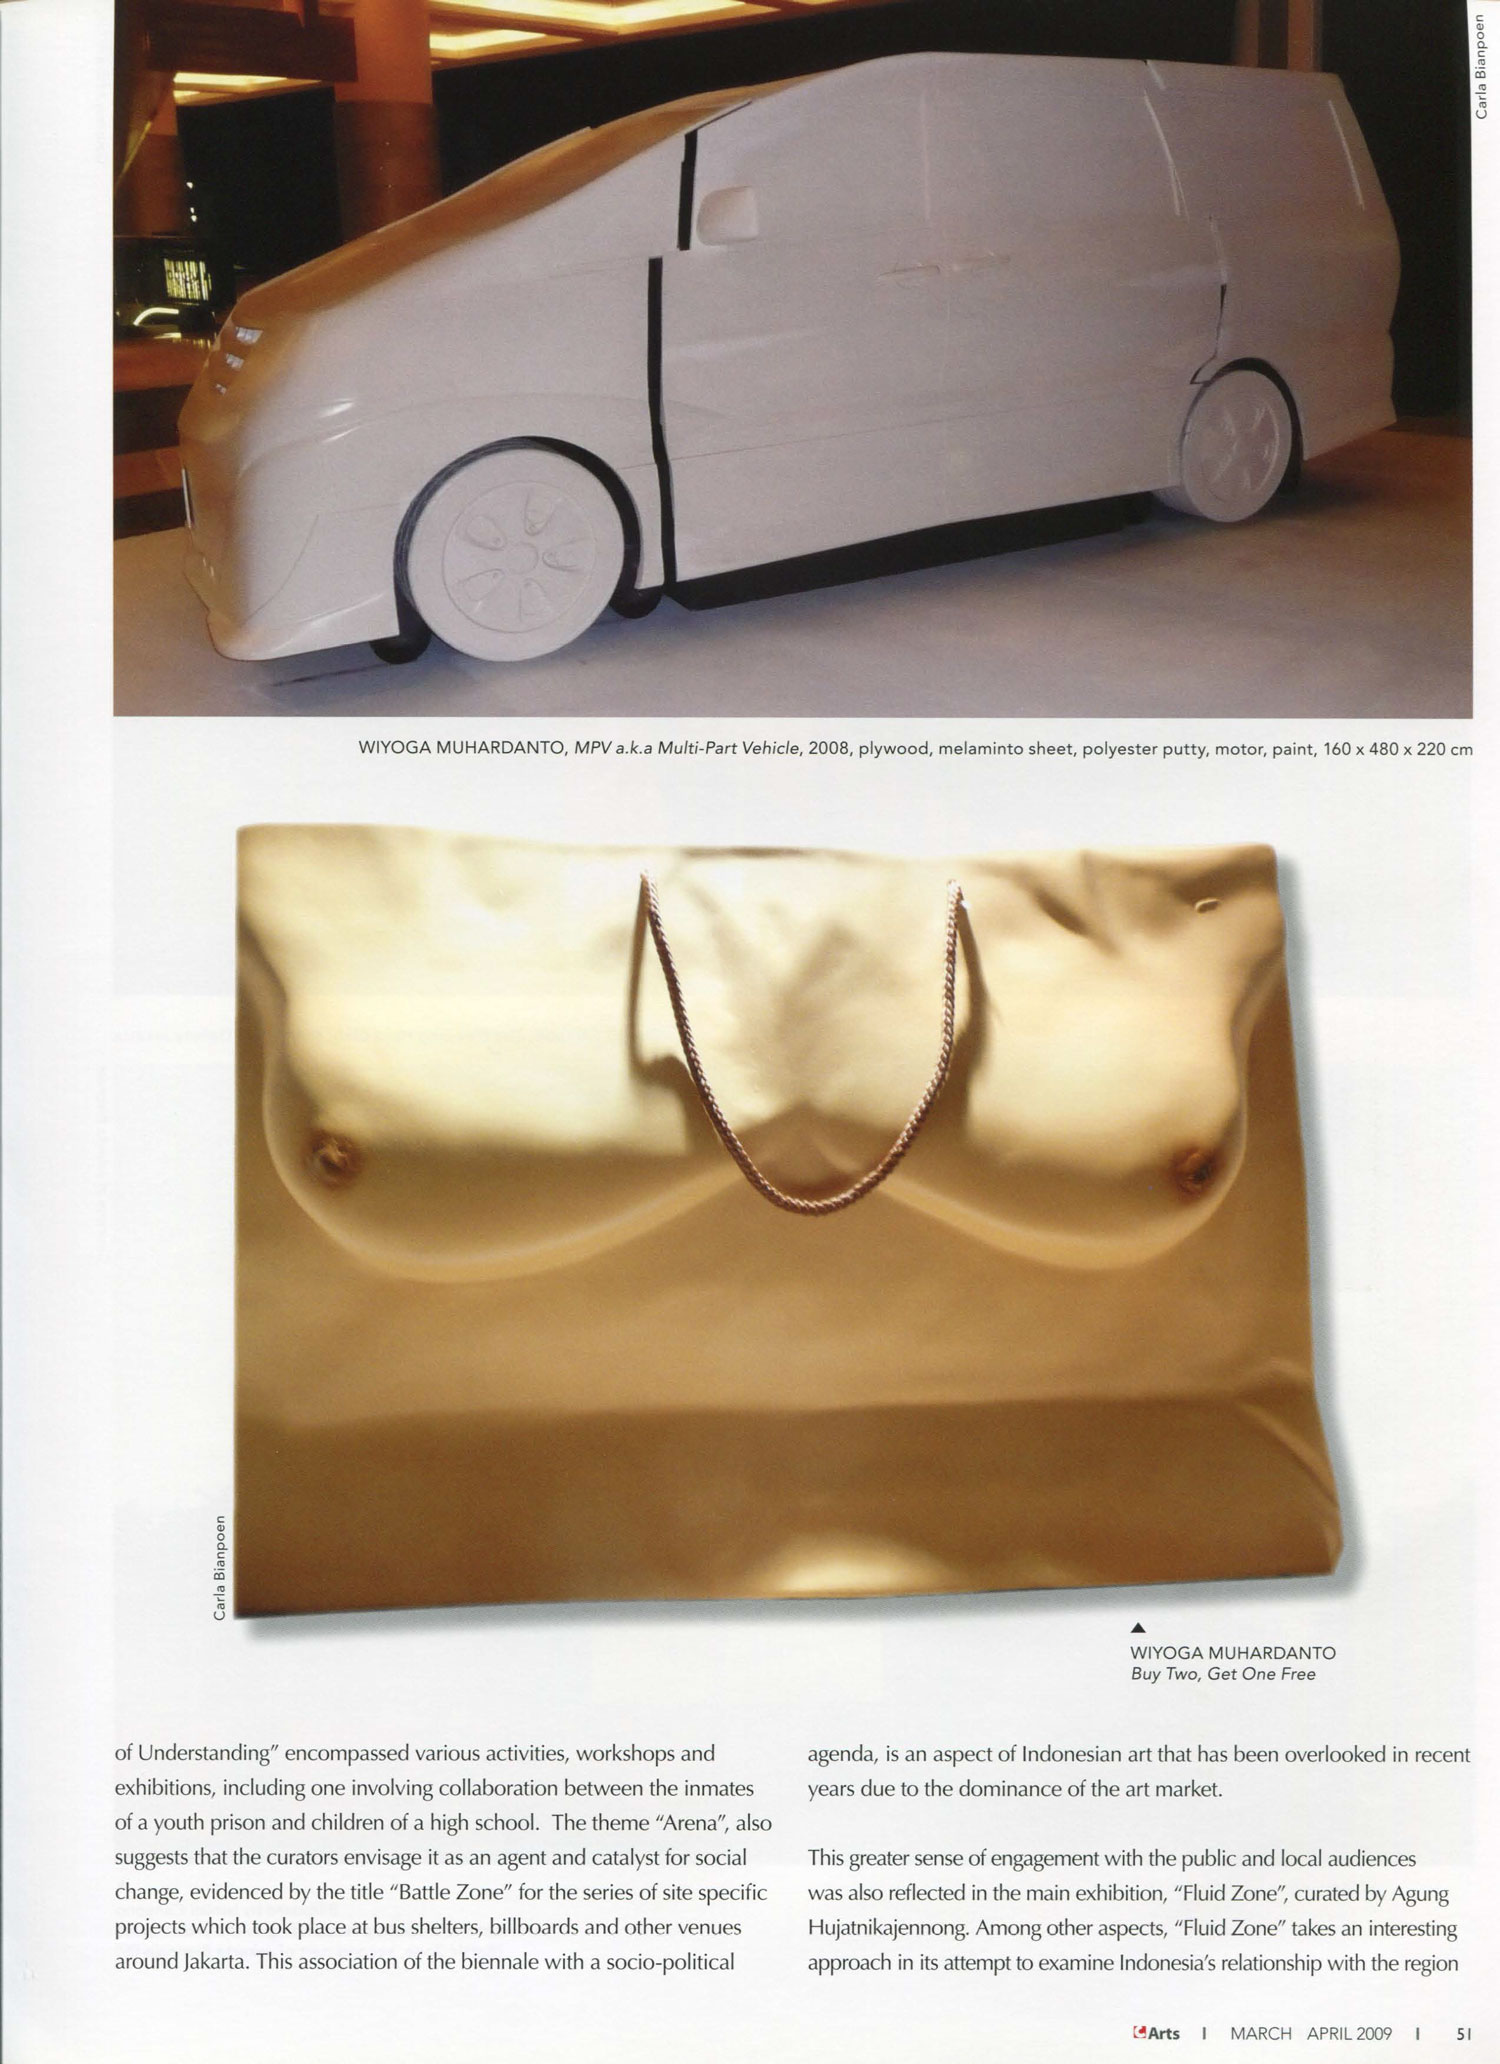 Carla Bianpoen
WIYOGA MUHARDANTO, MPV a.k.a Multi-Part Vehicle, 2008, plywood, melaminto sheet, polyester putty, motor, paint, 160 x 480 x 220 cm
Carla Bianpoen
▲
WIYOGA MUHARDANTO
Buy Two, Get One Free
of Understanding” encompassed various activities, workshops and
exhibitions, including one involving collaboration between the inmates
of a youth prison and children of a high school. The theme “Arena”, also
suggests that the curators envisage it as an agent and catalyst for social
change, evidenced by the title “Battle Zone” for the series of site specific
projects which took place at bus shelters, billboards and other venues
around Jakarta. This association of the biennale with a socio-political
agenda, is an aspect of Indonesian art that has been overlooked in recent
years due to the dominance of the art market.
This greater sense of engagement with the public and local audiences
was also reflected in the main exhibition, “Fluid Zone”, curated by Agung
Hujatnikajennong. Among other aspects, “Fluid Zone” takes an interesting
approach in its attempt to examine Indonesia’s relationship with the region
C Arts | MARCH APRIL 2009 | 51